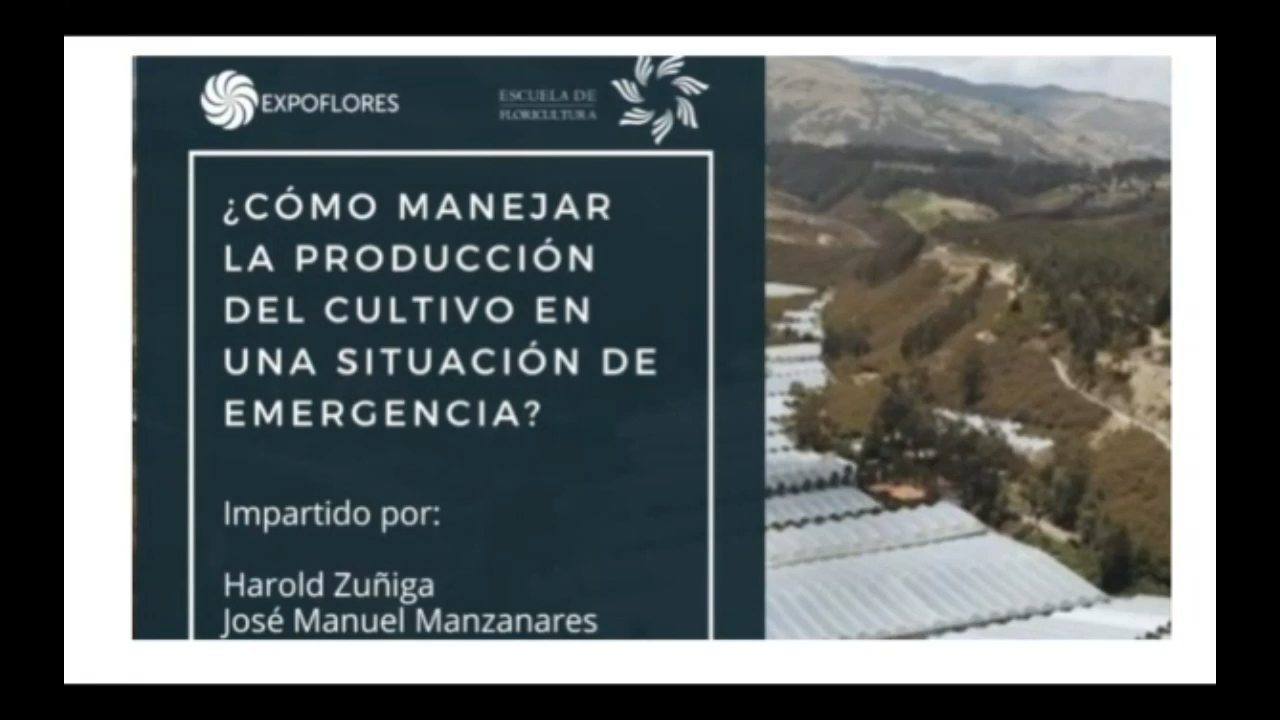 EXPOFLORES
ESCUELA DE
FLORICULTURA
¿CÓMO MANEJAR
LA PRODUCCIÓN
DEL CULTIVO EN
UNA SITUACIÓN DE
EMERGENCIA?
Impartido por:
Harold Zuñiga
José Manuel Manzanares